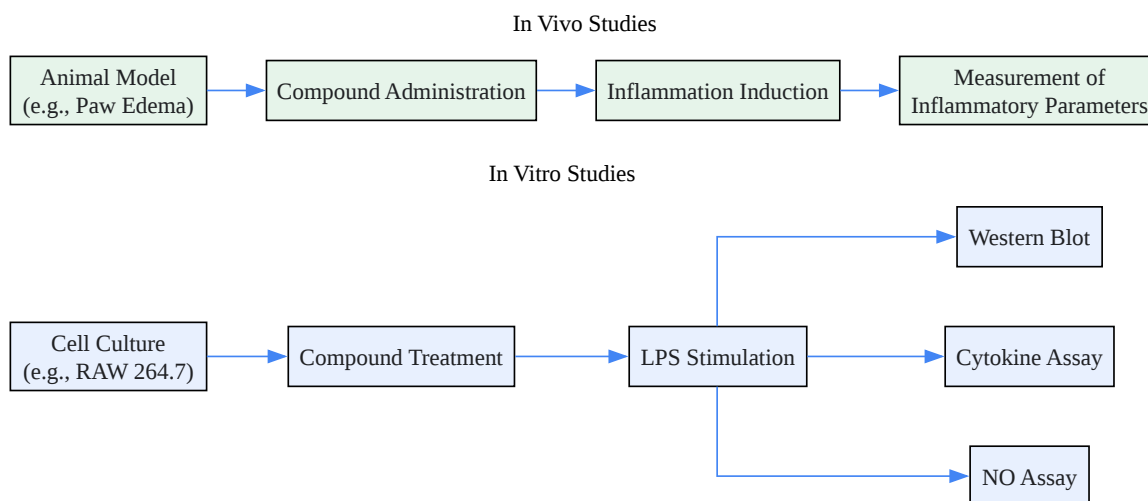 In Vivo Studies
Animal Model
(e.g., Paw Edema)
Compound Administration
Inflammation Induction
Measurement of
Inflammatory Parameters
In Vitro Studies
Cell Culture
(e.g., RAW 264.7)
Compound Treatment
LPS Stimulation
Western Blot
Cytokine Assay
NO Assay